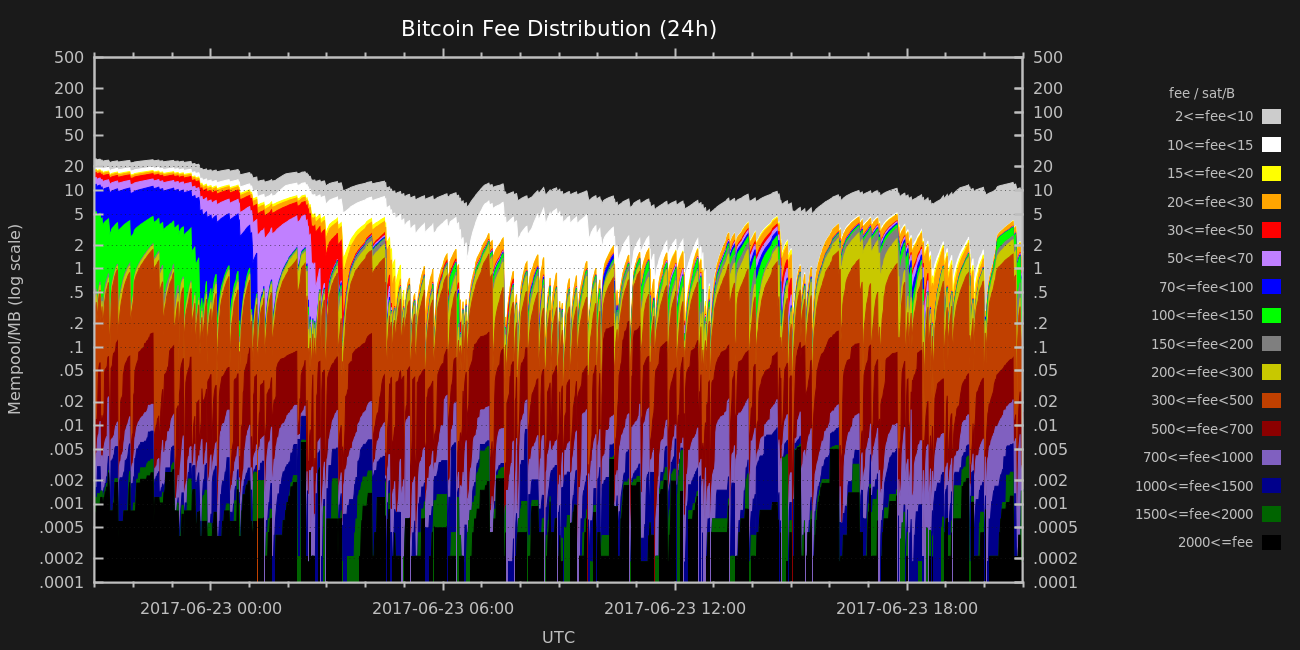 Bitcoin Fee Distribution (24h)
500
200
100
50
20
10
5
2
1
.5
.2
.1
.05
.02
.01
.005
.002
.001
.0005
.0002
.0001
Mempool/MB (log scale)
500
200
100
50
20
10
5
2
1
.5
.2
.1
.05
.02
.01
.005
.002
.001
.0005
.0002
.0001
2017-06-23 00:00 2017-06-23 06:00 2017-06-23 12:00 2017-06-23 18:00
UTC
fee / sat/B
2<=fee<10
10<=fee<15
15<=fee<20
20<=fee<30
30<=fee<50
50<=fee<70
70<=fee<100
100<=fee<150
150<=fee<200
200<=fee<300
300<=fee<500
500<=fee<700
700<=fee<1000
1000<=fee<1500
1500<=fee<2000
2000<=fee